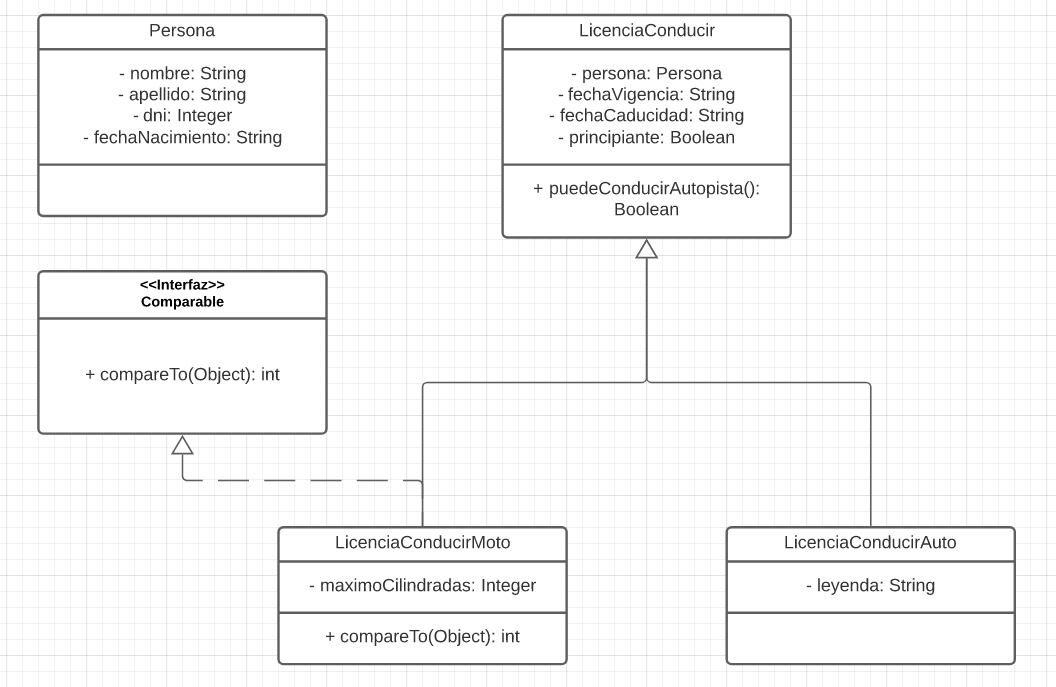 Persona
- nombre: String
- apellido: String
- dni: Integer
- fechaNacimiento: String
LicenciaConducir
- persona: Persona
- fechaVigencia: String
- fechaCaducidad: String
- principiante: Boolean
+ puedeConducirAutopista():
Boolean
<<Interfaz>>
Comparable
+ compareTo(Object): int
LicenciaConducirMoto
- maximoCilindradas: Integer
+ compareTo(Object): int
LicenciaConducirAuto
- leyenda: String